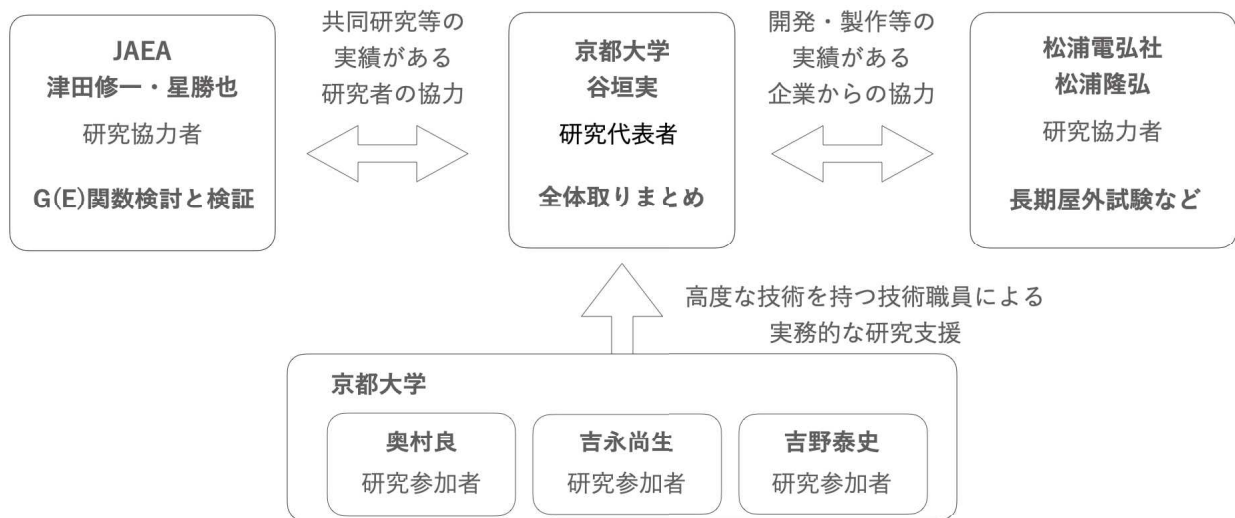 JAEA
津田修一・星勝也
研究協力者
G(E)関数検討と検証
共同研究等の
実績がある
研究者の協力
京都大学
谷垣実
研究代表者
全体取りまとめ
開発・製作等の
実績がある
企業からの協力
松浦電弘社
松浦隆弘
研究協力者
長期屋外試験など
高度な技術を持つ技術職員による
実務的な研究支援
京都大学
奥村良
研究参加者
吉永尚生
研究参加者
吉野泰史
研究参加者